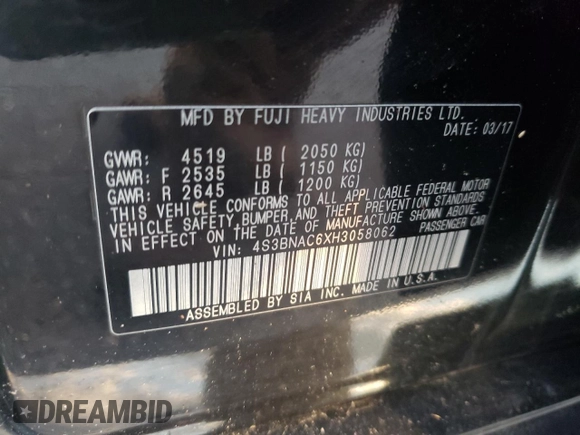 MFD BY FUJI HEAVY INDUSTRIES LTD.
DATE: 03/17
GVWR: 4519 LB ( 2050 KG)
GAWR: F 2535 LB ( 1150 KG)
GAWR: R 2645 LB ( 1200 KG)
THIS VEHICLE CONFORMS TO ALL APPLICABLE FEDERAL MOTOR
VEHICLE SAFETY, BUMPER, AND THEFT PREVENTION STANDARDS
IN EFFECT ON THE DATE OF MANUFACTURE SHOWN ABOVE.
PASSENGER CAR
VIN: 4S3BNAC6XH3058062
ASSEMBLED BY SIA INC. MADE IN U.S.A.
DREAMBID